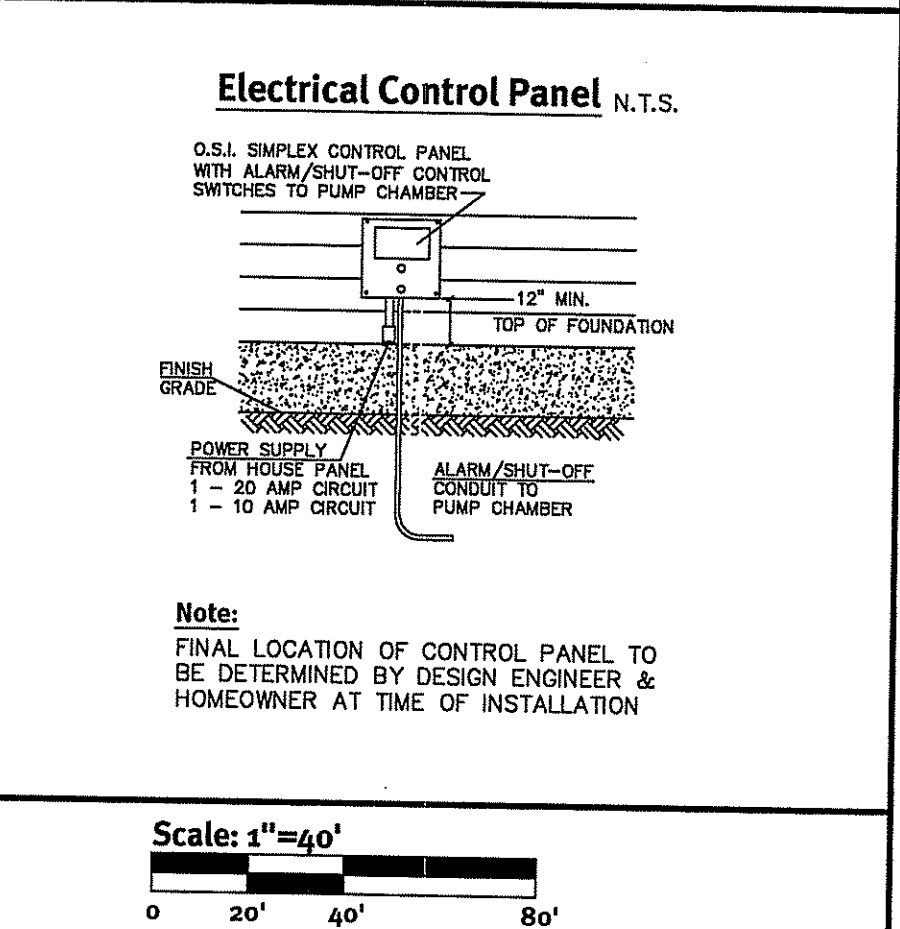 Electrical Control Panel N.T.S.
O.S.I. SIMPLEX CONTROL PANEL
WITH ALARM/SHUT-OFF CONTROL
SWITCHES TO PUMP CHAMBER
12" MIN.
TOP OF FOUNDATION
FINISH
GRADE
POWER SUPPLY
FROM HOUSE PANEL
1 - 20 AMP CIRCUIT
1 - 10 AMP CIRCUIT
ALARM/SHUT-OFF
CONDUIT TO
PUMP CHAMBER
Note:
FINAL LOCATION OF CONTROL PANEL TO
BE DETERMINED BY DESIGN ENGINEER &
HOMEOWNER AT TIME OF INSTALLATION
Scale: 1"=40'
0 20' 40' 80'